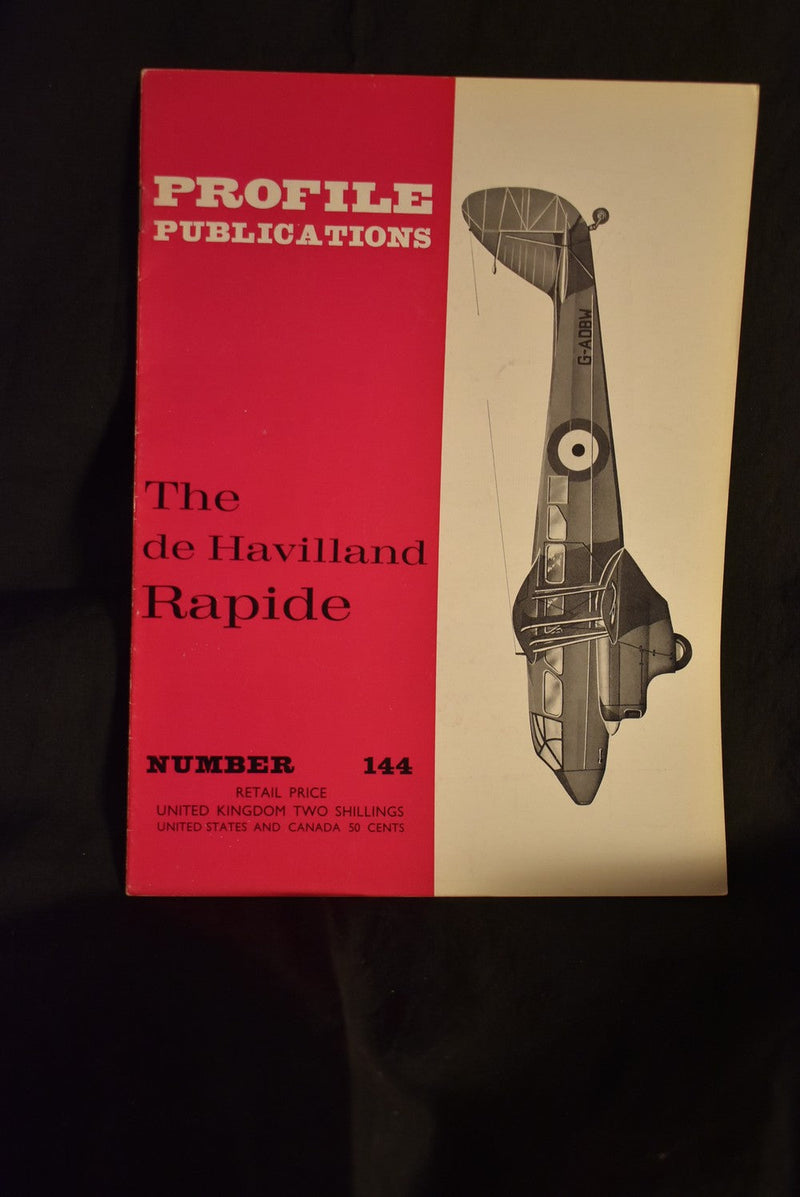 PROFILE
PUBLICATIONS
The
de Havilland
Rapide
NUMBER 144
RETAIL PRICE
UNITED KINGDOM TWO SHILLINGS
UNITED STATES AND CANADA 50 CENTS
G-ADBW